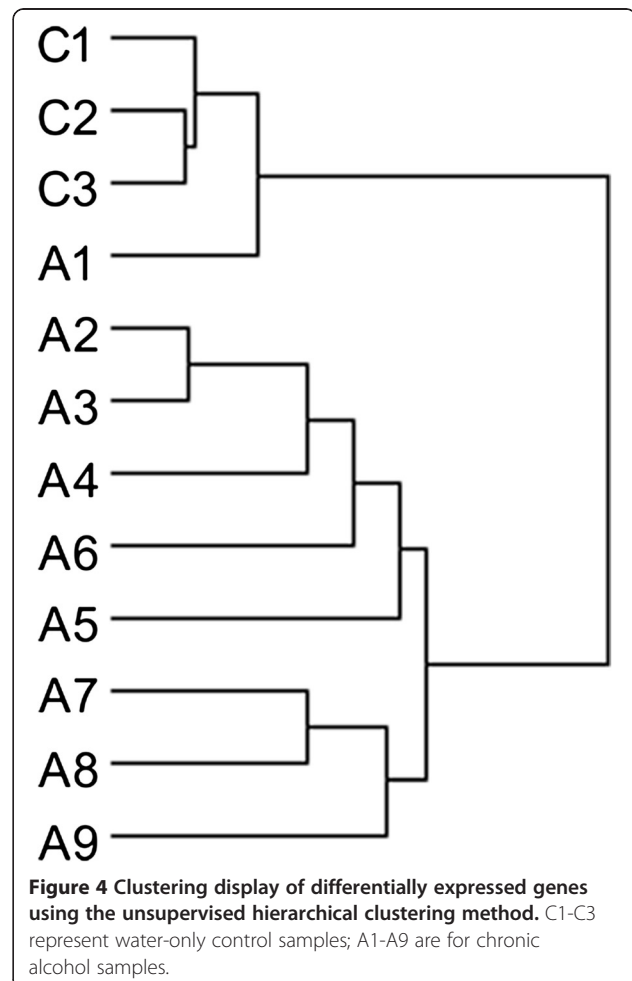 C1
C2
C3
A1
A2
A3
A4
A6
A5
A7
A8
A9
Figure 4 Clustering display of differentially expressed genes
using the unsupervised hierarchical clustering method. C1-C3
represent water-only control samples; A1-A9 are for chronic
alcohol samples.